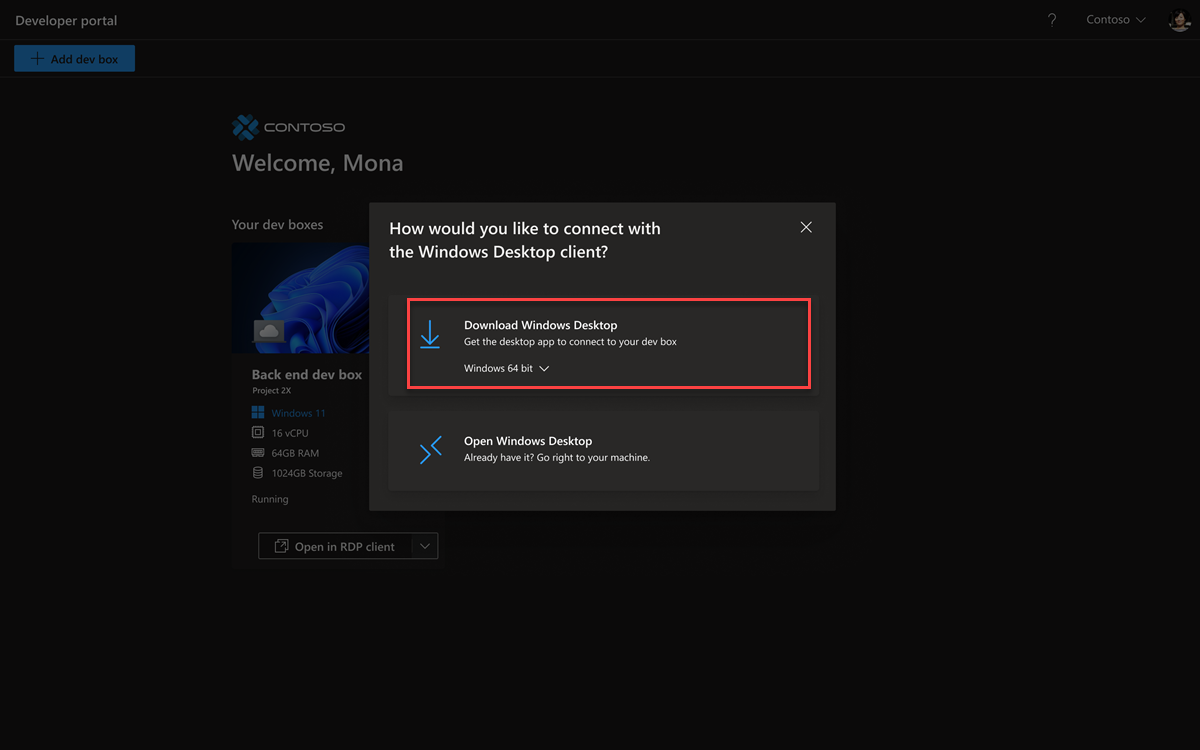 Developer portal
?
Contoso
Add dev box
CONTOSO
Welcome, Mona
Your dev boxes
Back end dev box
Project 2X
Windows 11
16 vCPU
64GB RAM
1024GB Storage
Running
Open in RDP client
How would you like to connect with
the Windows Desktop client?
Download Windows Desktop
Get the desktop app to connect to your dev box
Windows 64 bit
Open Windows Desktop
Already have it? Go right to your machine.